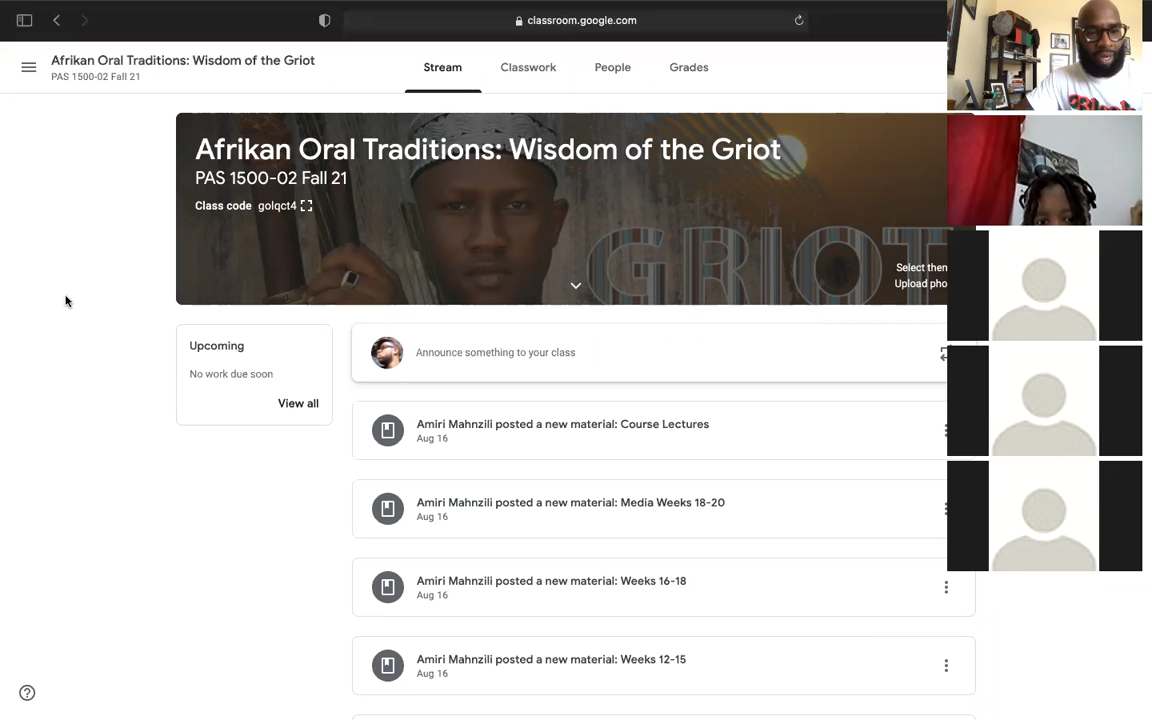 classroom.google.com
Afrikan Oral Traditions: Wisdom of the Griot
PAS 1500-02 Fall 21
Stream
Classwork
People
Grades
Afrikan Oral Traditions: Wisdom of the Griot
PAS 1500-02 Fall 21
Class code golqct4
GRIOT
Select them
Upload pho
Upcoming
No work due soon
View all
Announce something to your class
Amiri Mahnzili posted a new material: Course Lectures
Aug 16
Amiri Mahnzili posted a new material: Media Weeks 18-20
Aug 16
Amiri Mahnzili posted a new material: Weeks 16-18
Aug 16
Amiri Mahnzili posted a new material: Weeks 12-15
Aug 16